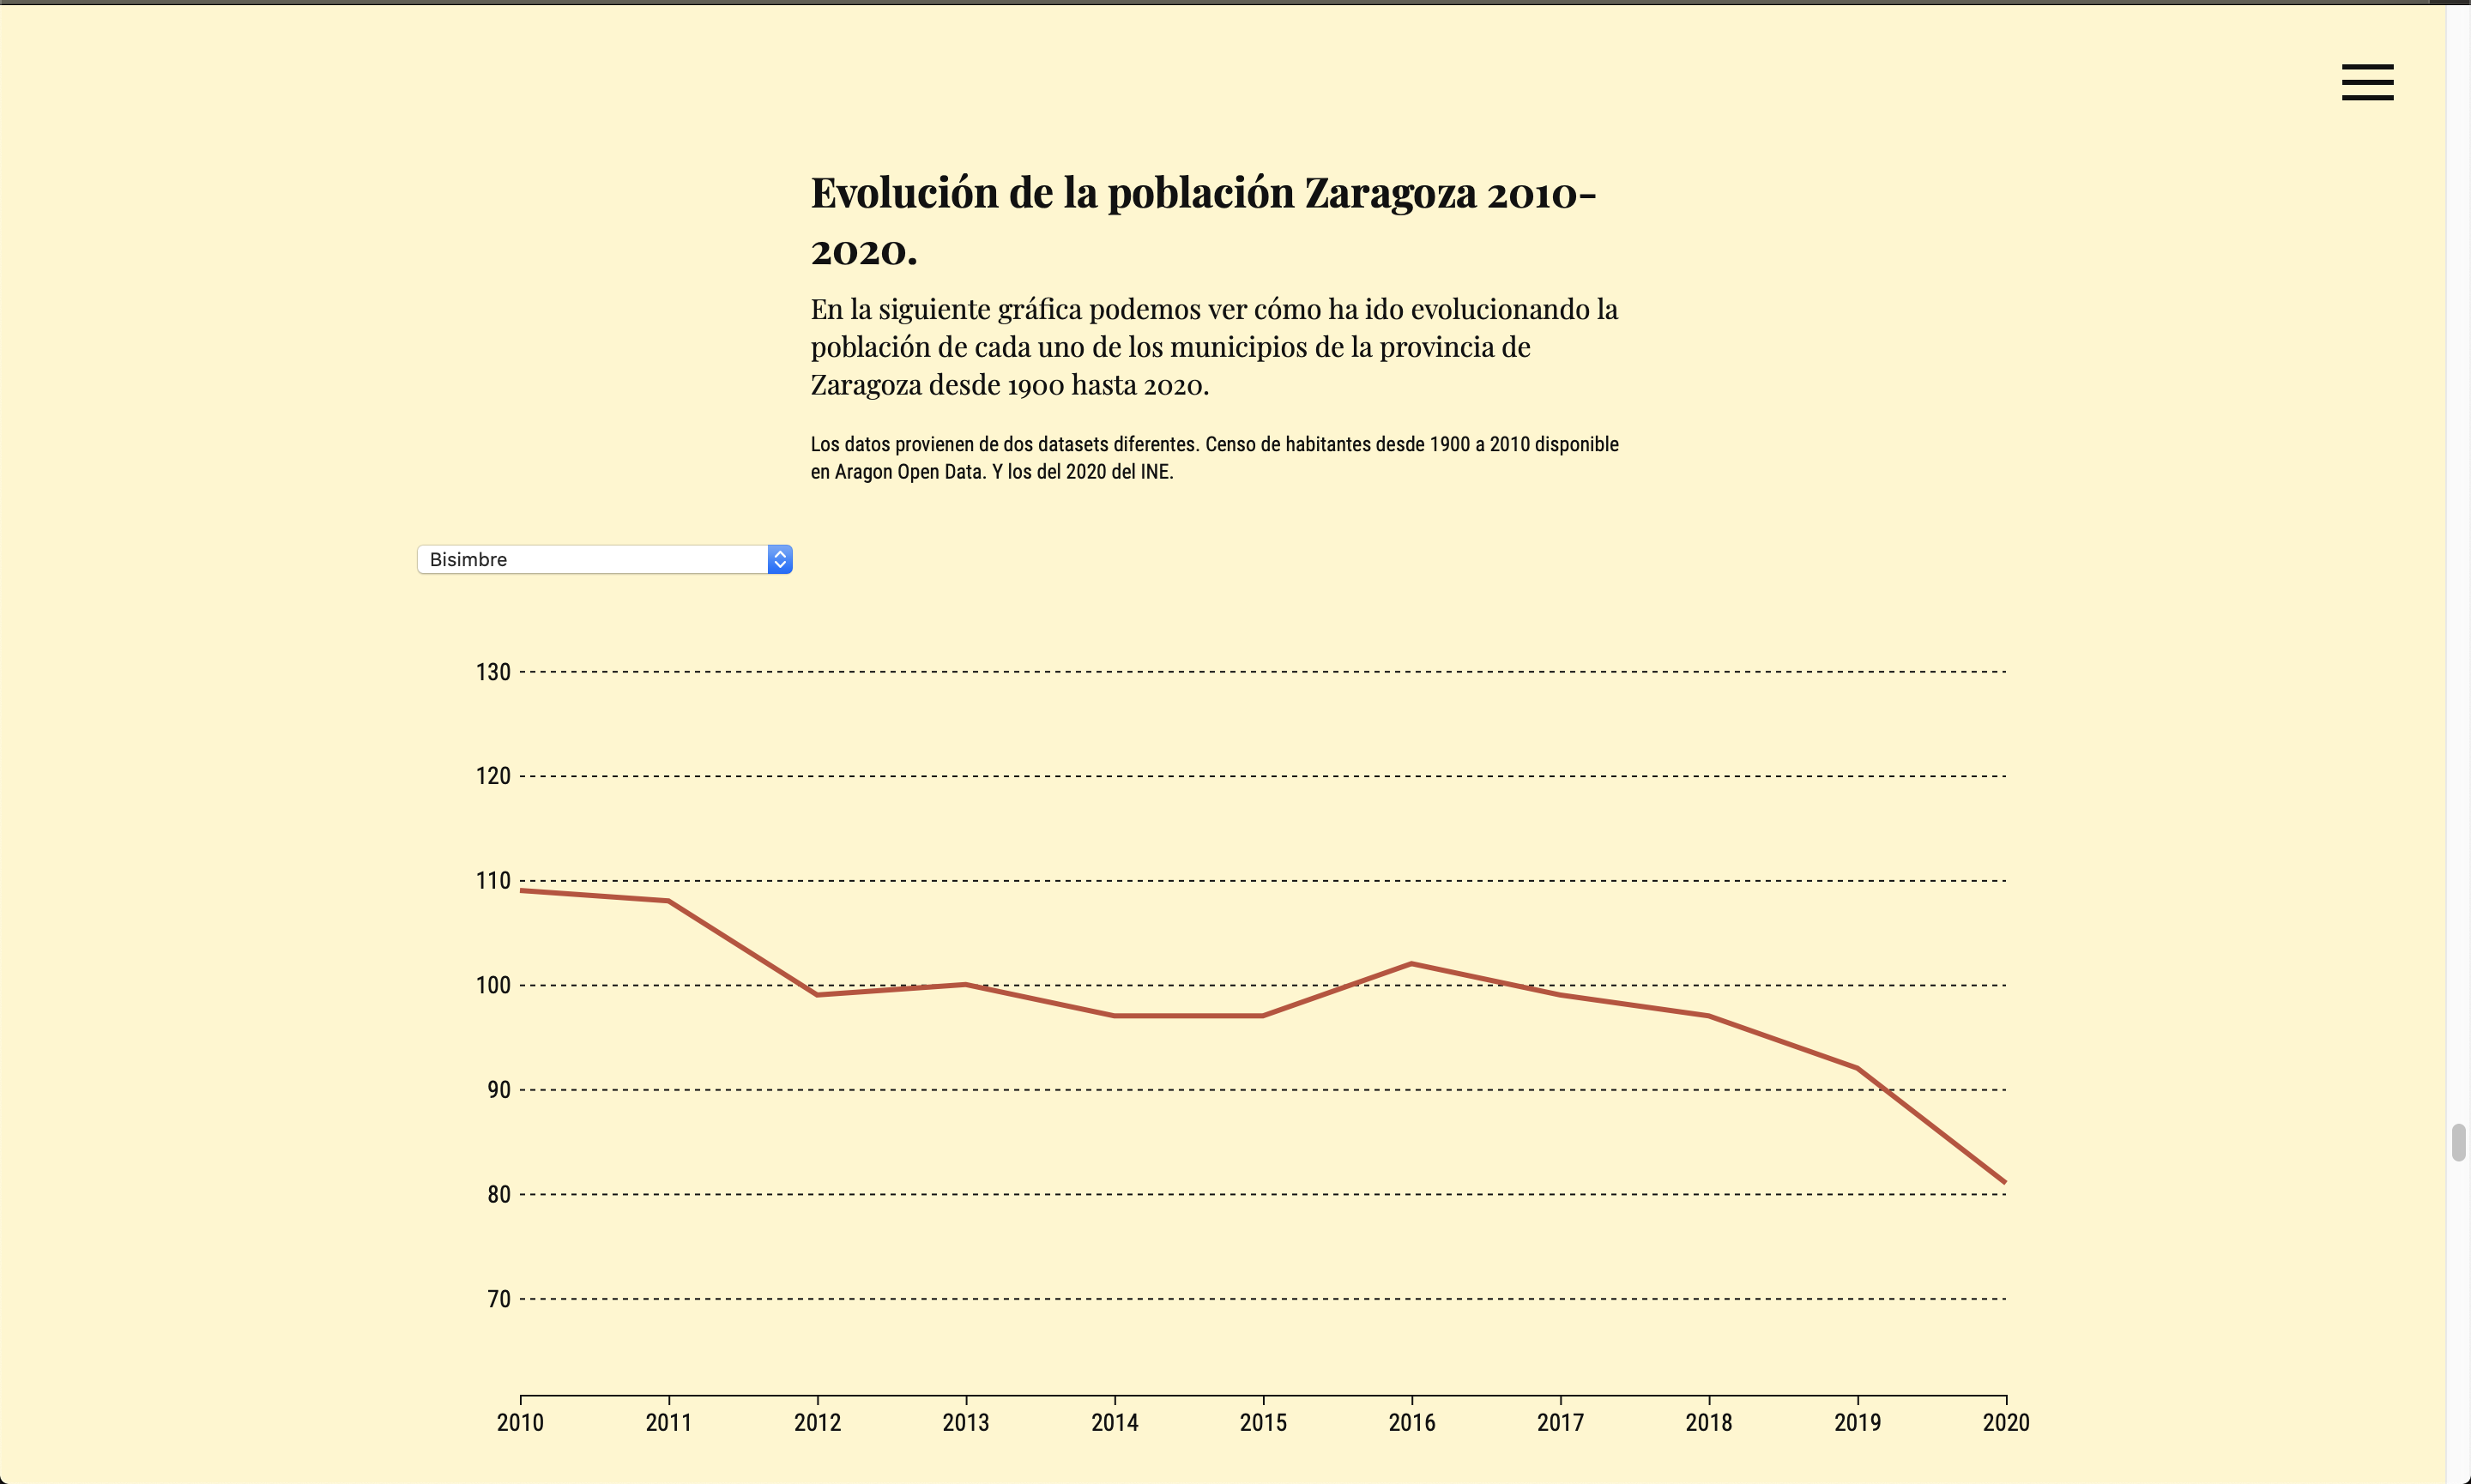 Evolución de la población Zaragoza 2010-
2020.
En la siguiente gráfica podemos ver cómo ha ido evolucionando la
población de cada uno de los municipios de la provincia de
Zaragoza desde 1900 hasta 2020.
Los datos provienen de dos datasets diferentes. Censo de habitantes desde 1900 a 2010 disponible
en Aragon Open Data. Y los del 2020 del INE.
Bisimbre
130
120
110
100
90
80
70
2010 2011 2012 2013 2014 2015 2016 2017 2018 2019 2020